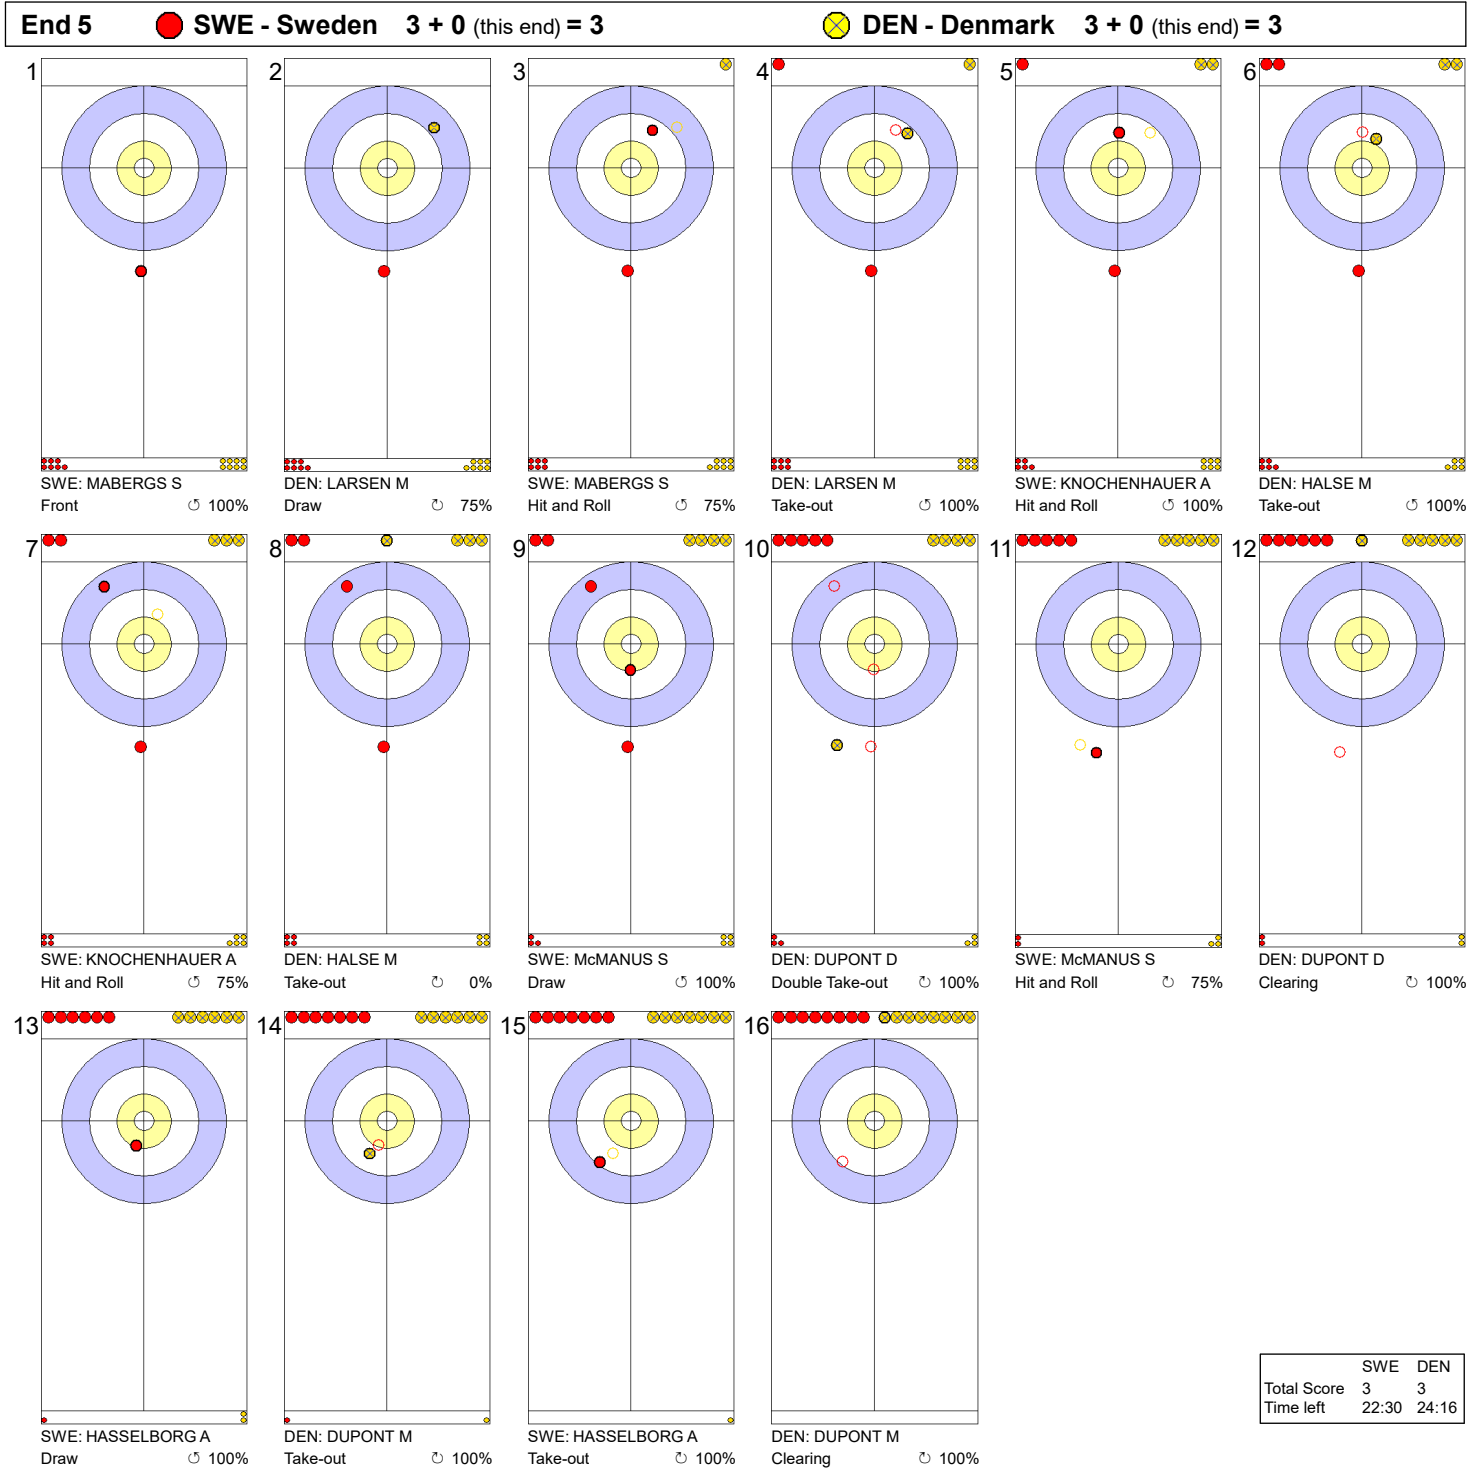 End 5 SWE - Sweden 3 + 0 (this end) = 3 DEN - Denmark 3 + 0 (this end) = 3
1 2 3 4 5 6
SWE: MABERGS S
Front ↺ 100%
DEN: LARSEN M
Draw ↻ 75%
SWE: MABERGS S
Hit and Roll ↺ 75%
DEN: LARSEN M
Take-out ↺ 100%
SWE: KNOCHENHAUER A
Hit and Roll ↺ 100%
DEN: HALSE M
Take-out ↺ 100%
7 8 9 10 11 12
SWE: KNOCHENHAUER A
Hit and Roll ↺ 75%
DEN: HALSE M
Take-out ↻ 0%
SWE: McMANUS S
Draw ↺ 100%
DEN: DUPONT D
Double Take-out ↻ 100%
SWE: McMANUS S
Hit and Roll ↻ 75%
DEN: DUPONT D
Clearing ↻ 100%
13 14 15 16
SWE: HASSELBORG A
Draw ↺ 100%
DEN: DUPONT M
Take-out ↻ 100%
SWE: HASSELBORG A
Take-out ↻ 100%
DEN: DUPONT M
Clearing ↻ 100%
SWE DEN
Total Score 3 3
Time left 22:30 24:16